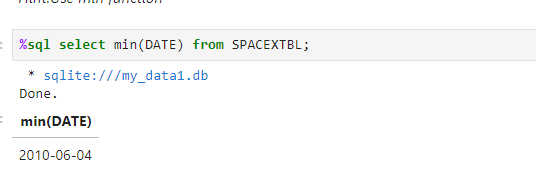 Hint:Use min function
%sql select min(DATE) from SPACEXTBL;
* sqlite:///my_data1.db
Done.
min(DATE)
2010-06-04